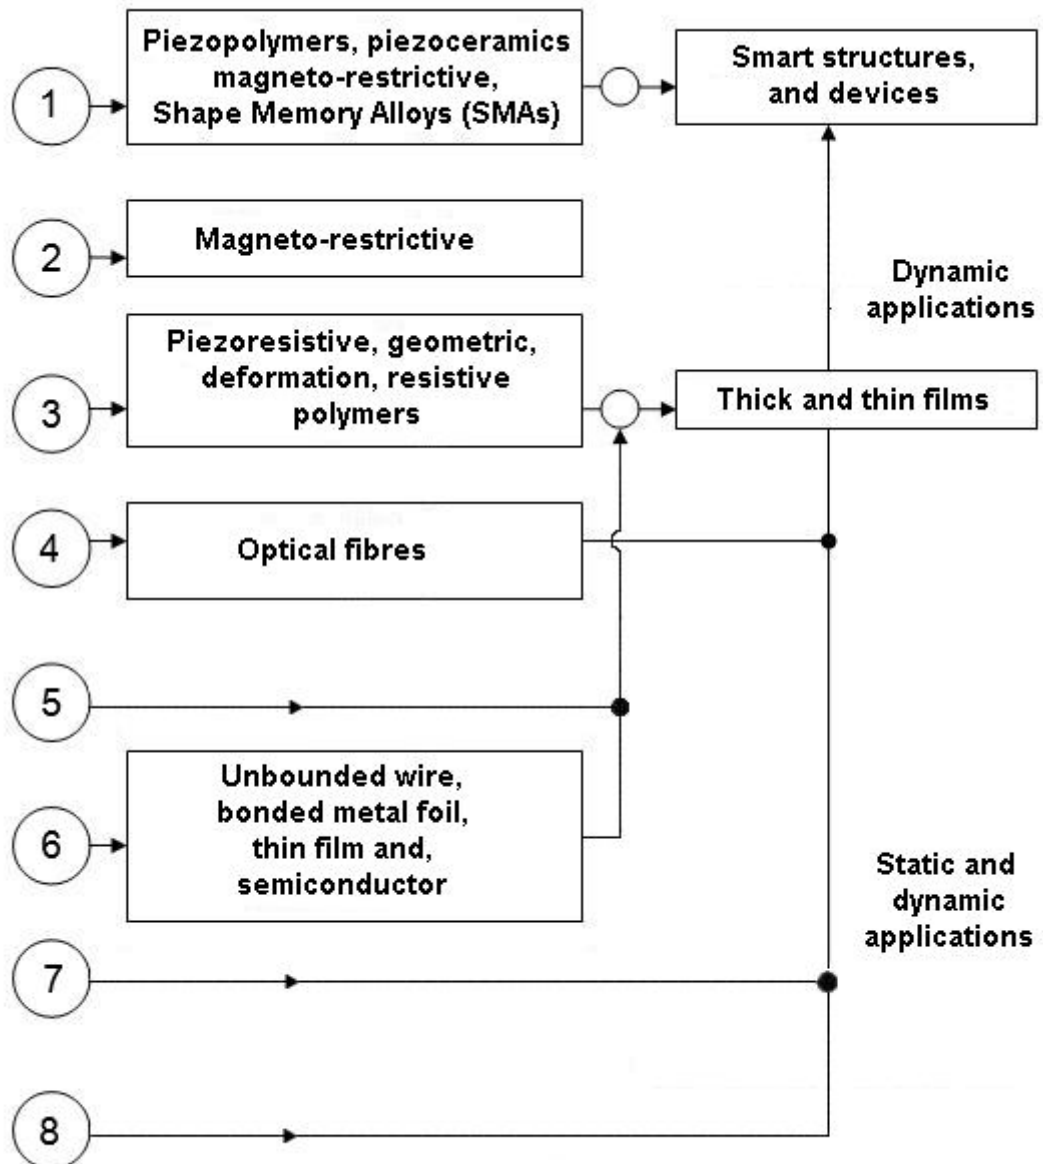 1
Piezopolymers, piezoceramics
magneto-restrictive,
Shape Memory Alloys (SMAs)
Smart structures,
and devices
2
Magneto-restrictive
Dynamic
applications
3
Piezoresistive, geometric,
deformation, resistive
polymers
Thick and thin films
4
Optical fibres
5
6
Unbounded wire,
bonded metal foil,
thin film and,
semiconductor
Static and
dynamic
applications
7
8